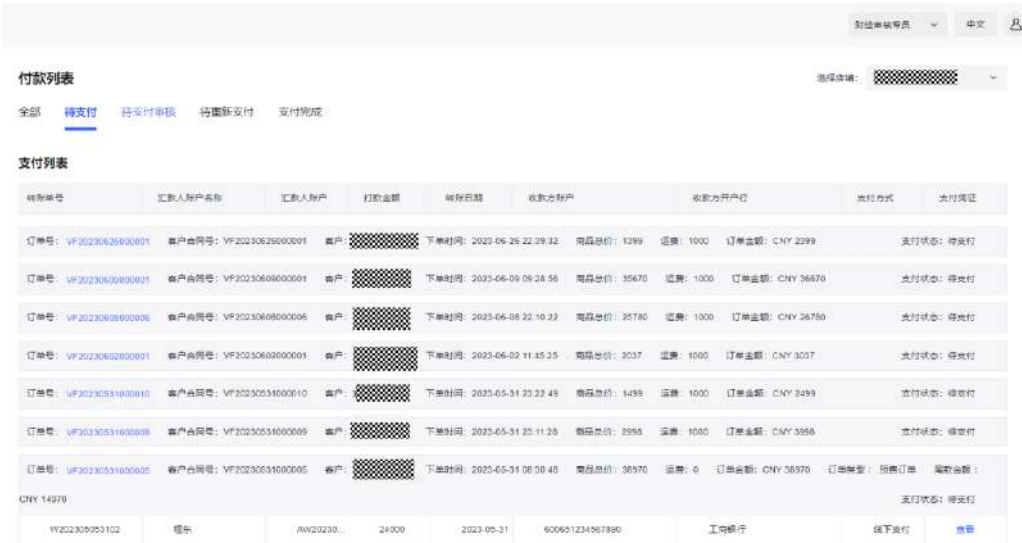 财经审核专员 中文
付款列表 选择店铺:
全部 待支付 待支付审核 待重新支付 支付完成
支付列表
转账单号 汇款人账户名称 汇款人账户 打款金额 转账日期 收款方账户 收款方开户行 支付方式 支付凭证
订单号: VF20230626000001 客户合同号: VF20230626000001 客户: 下单时间: 2023-06-26 22:39:32 商品总价: 1399 运费: 1000 订单金额: CNY 2399 支付状态: 待支付
订单号: VF20230609000001 客户合同号: VF20230609000001 客户: 下单时间: 2023-06-09 09:28:56 商品总价: 35670 运费: 1000 订单金额: CNY 36670 支付状态: 待支付
订单号: VF20230608000006 客户合同号: VF20230608000006 客户: 下单时间: 2023-06-08 22:10:22 商品总价: 25780 运费: 1000 订单金额: CNY 26780 支付状态: 待支付
订单号: VF20230602000001 客户合同号: VF20230602000001 客户: 下单时间: 2023-06-02 11:45:25 商品总价: 2037 运费: 1000 订单金额: CNY 3037 支付状态: 待支付
订单号: VF20230531000010 客户合同号: VF20230531000010 客户: 下单时间: 2023-05-31 23:22:49 商品总价: 1499 运费: 1000 订单金额: CNY 2499 支付状态: 待支付
订单号: VF20230531000009 客户合同号: VF20230531000009 客户: 下单时间: 2023-05-31 23:11:28 商品总价: 2998 运费: 1000 订单金额: CNY 3998 支付状态: 待支付
订单号: VF20230531000005 客户合同号: VF20230531000005 客户: 下单时间: 2023-05-31 08:30:48 商品总价: 38970 运费: 0 订单金额: CNY 38970 订单类型: 预售订单 尾款金额:
CNY 14970 支付状态: 待支付
W202305053102 AW20230... 24000 2023-05-31 600651234567890 工商银行 线下支付 查看